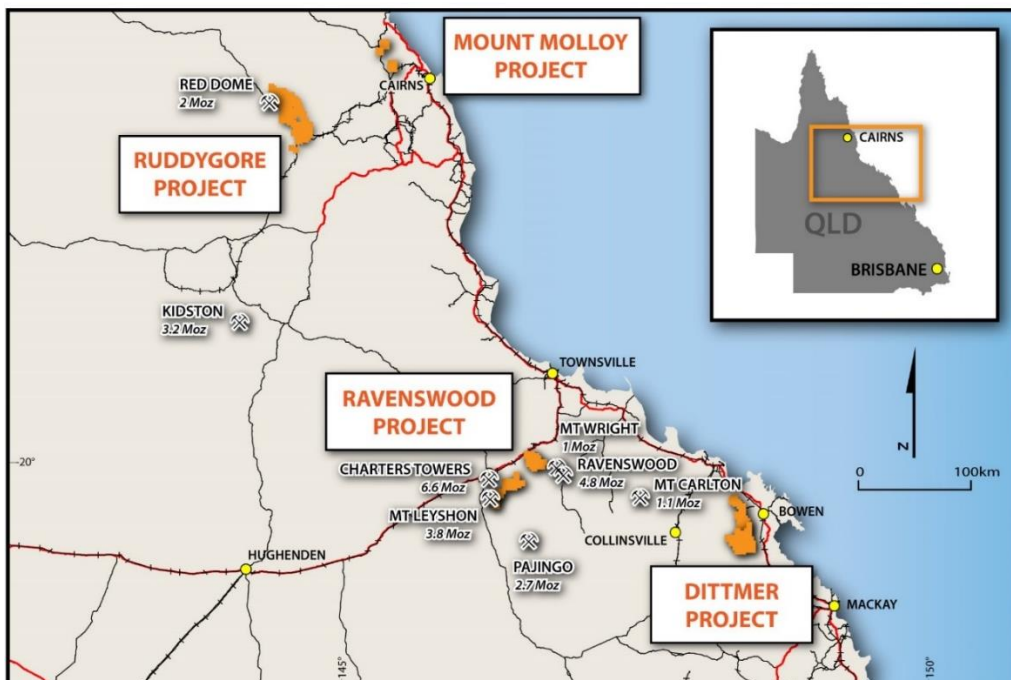 MOUNT MOLLOY
PROJECT
RED DOME
2 Moz
CAIRNS
RUDDYGORE
PROJECT
CAIRNS
QLD
BRISBANE
KIDSTON
3.2 Moz
TOWNSVILLE
RAVENSWOOD
PROJECT
MT WRIGHT
1 Moz
N
-20°
CHARTERS TOWERS
6.6 Moz
RAVENSWOOD
4.8 Moz
MT CARLTON
1.1 Moz
0
100km
MT LEYSHON
3.8 Moz
BOWEN
COLLINSVILLE
PAJINGO
2.7 Moz
HUGHENDEN
DITTMER
PROJECT
MACKAY
145°
150°